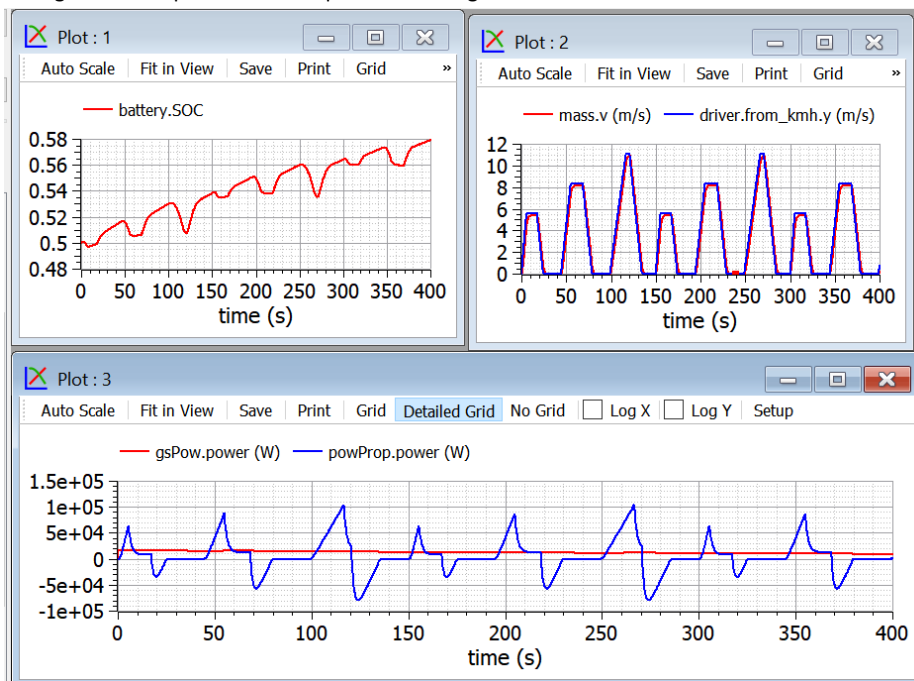 Plot : 1
Auto Scale Fit in View Save Print Grid »
battery.SOC
0.58
0.56
0.54
0.52
0.5
0.48
0 50 100 150 200 250 300 350 400
time (s)
Plot : 2
Auto Scale Fit in View Save Print Grid »
mass.v (m/s) driver.from_kmh.y (m/s)
12
10
8
6
4
2
0
0 50 100 150 200 250 300 350 400
time (s)
Plot : 3
Auto Scale Fit in View Save Print Grid Detailed Grid No Grid Log X Log Y Setup
gsPow.power (W) powProp.power (W)
1.5e+05
1e+05
5e+04
0
-5e+04
-1e+05
0 50 100 150 200 250 300 350 400
time (s)